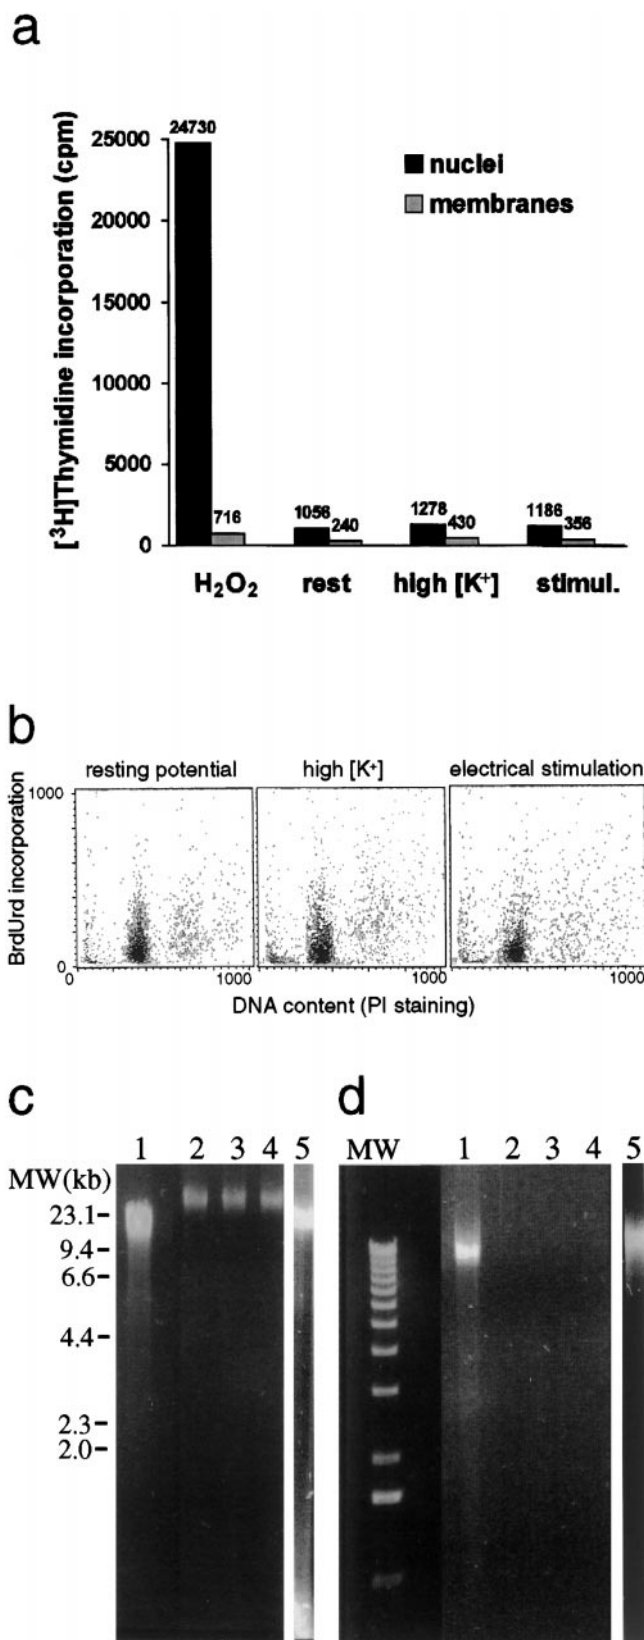 a
[³H]Thymidine incorporation (cpm)
25000
20000
15000
10000
5000
0
24730
716
1056
240
1278
430
1186
356
nuclei
membranes
H₂O₂ rest high [K⁺] stimul.
b
resting potential high [K⁺] electrical stimulation
BrdUrd incorporation
1000
0
0 1000 1000 1000
DNA content (PI staining)
c
1 2 3 4 5
MW(kb)
23.1
9.4
6.6
4.4
2.3
2.0
d
MW 1 2 3 4 5